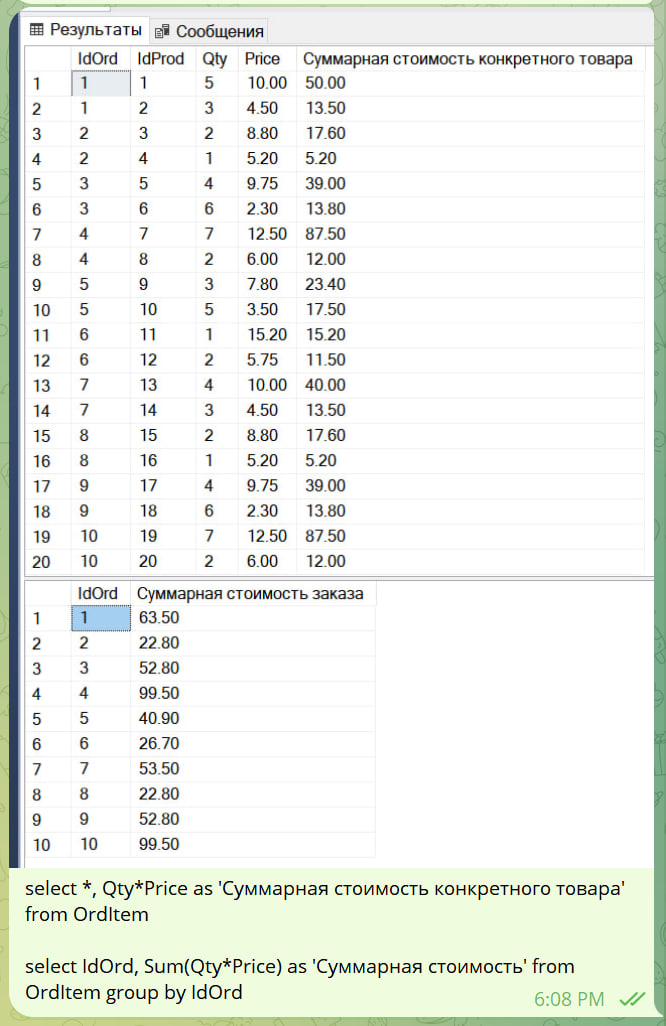 Результаты Сообщения
IdOrd IdProd Qty Price Суммарная стоимость конкретного товара
1 1 1 5 10.00 50.00
2 1 2 3 4.50 13.50
3 2 3 2 8.80 17.60
4 2 4 1 5.20 5.20
5 3 5 4 9.75 39.00
6 3 6 6 2.30 13.80
7 4 7 7 12.50 87.50
8 4 8 2 6.00 12.00
9 5 9 3 7.80 23.40
10 5 10 5 3.50 17.50
11 6 11 1 15.20 15.20
12 6 12 2 5.75 11.50
13 7 13 4 10.00 40.00
14 7 14 3 4.50 13.50
15 8 15 2 8.80 17.60
16 8 16 1 5.20 5.20
17 9 17 4 9.75 39.00
18 9 18 6 2.30 13.80
19 10 19 7 12.50 87.50
20 10 20 2 6.00 12.00
IdOrd Суммарная стоимость заказа
1 1 63.50
2 2 22.80
3 3 52.80
4 4 99.50
5 5 40.90
6 6 26.70
7 7 53.50
8 8 22.80
9 9 52.80
10 10 99.50
select *, Qty*Price as 'Суммарная стоимость конкретного товара'
from OrdItem
select IdOrd, Sum(Qty*Price) as 'Суммарная стоимость' from
OrdItem group by IdOrd
6:08 PM